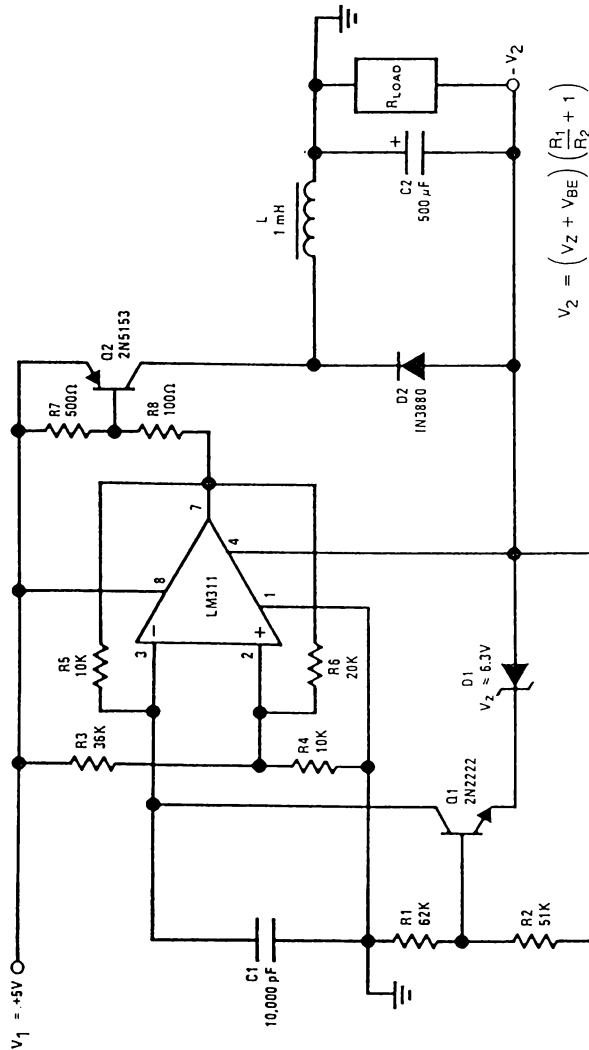 V1 = .+5V
C1
10,000 pF
R1
62K
R2
51K
R3
36K
R4
10K
R5
10K
R6
20K
3
−
2
+
8
7
4
1
LM311
Q1
2N2222
D1
VZ = 6.3V
R7
500Ω
R8
100Ω
Q2
2N5153
D2
IN3880
L
1 mH
+
C2
500 µF
RLOAD
- V2
V2 = (VZ + VBE) (R1/R2 + 1)